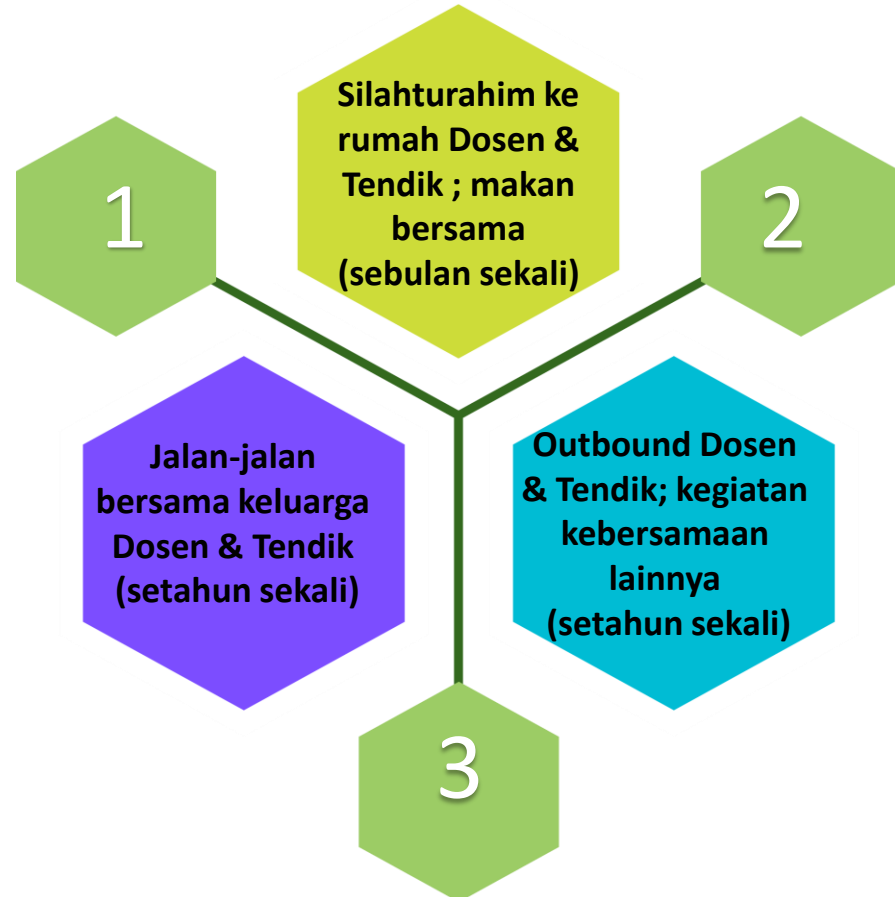 Silahturahim ke
rumah Dosen &
Tendik ; makan
bersama
(sebulan sekali)
1
2
Jalan-jalan
bersama keluarga
Dosen & Tendik
(setahun sekali)
Outbound Dosen
& Tendik; kegiatan
kebersamaan
lainnya
(setahun sekali)
3